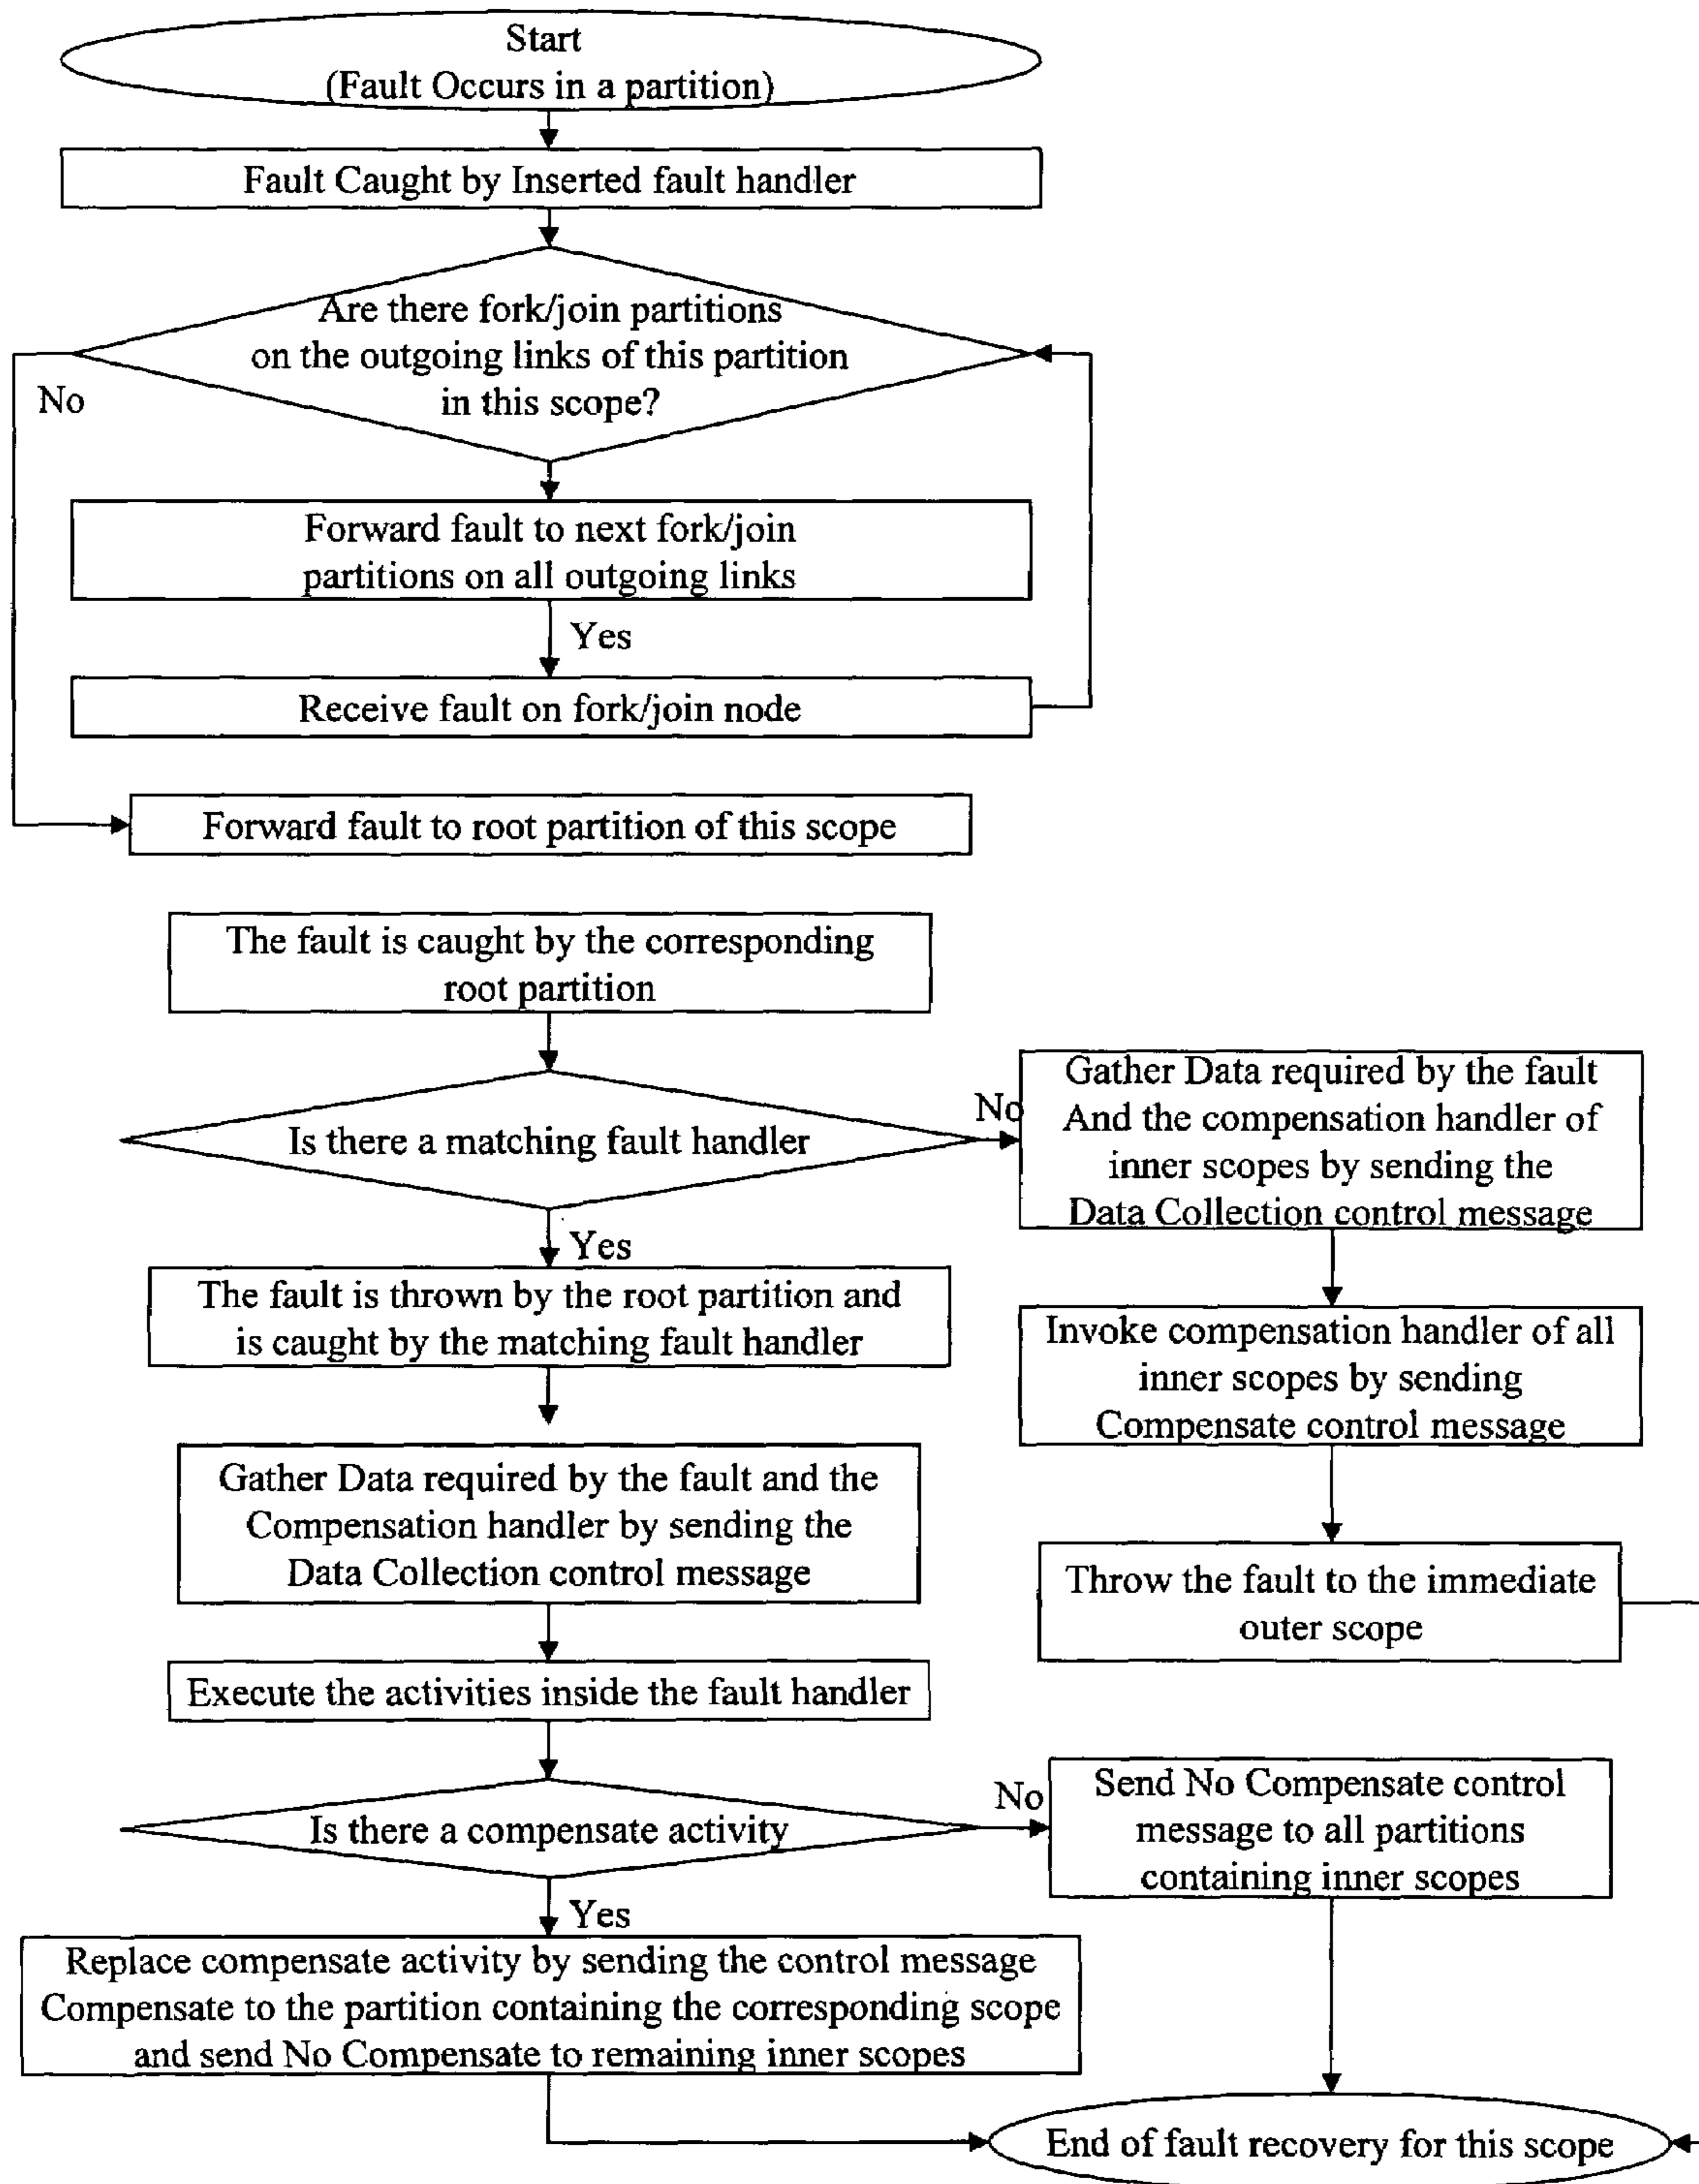 Start
(Fault Occurs in a partition)
Fault Caught by Inserted fault handler
Are there fork/join partitions
on the outgoing links of this partition
in this scope?
No
Forward fault to next fork/join
partitions on all outgoing links
Yes
Receive fault on fork/join node
Forward fault to root partition of this scope
The fault is caught by the corresponding
root partition
Is there a matching fault handler
No
Gather Data required by the fault
And the compensation handler of
inner scopes by sending the
Data Collection control message
Yes
The fault is thrown by the root partition and
is caught by the matching fault handler
Invoke compensation handler of all
inner scopes by sending
Compensate control message
Gather Data required by the fault and the
Compensation handler by sending the
Data Collection control message
Throw the fault to the immediate
outer scope
Execute the activities inside the fault handler
Is there a compensate activity
No
Send No Compensate control
message to all partitions
containing inner scopes
Yes
Replace compensate activity by sending the control message
Compensate to the partition containing the corresponding scope
and send No Compensate to remaining inner scopes
End of fault recovery for this scope